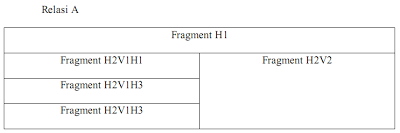 Relasi A
Fragment H1
Fragment H2V1H1 Fragment H2V2
Fragment H2V1H3
Fragment H2V1H3